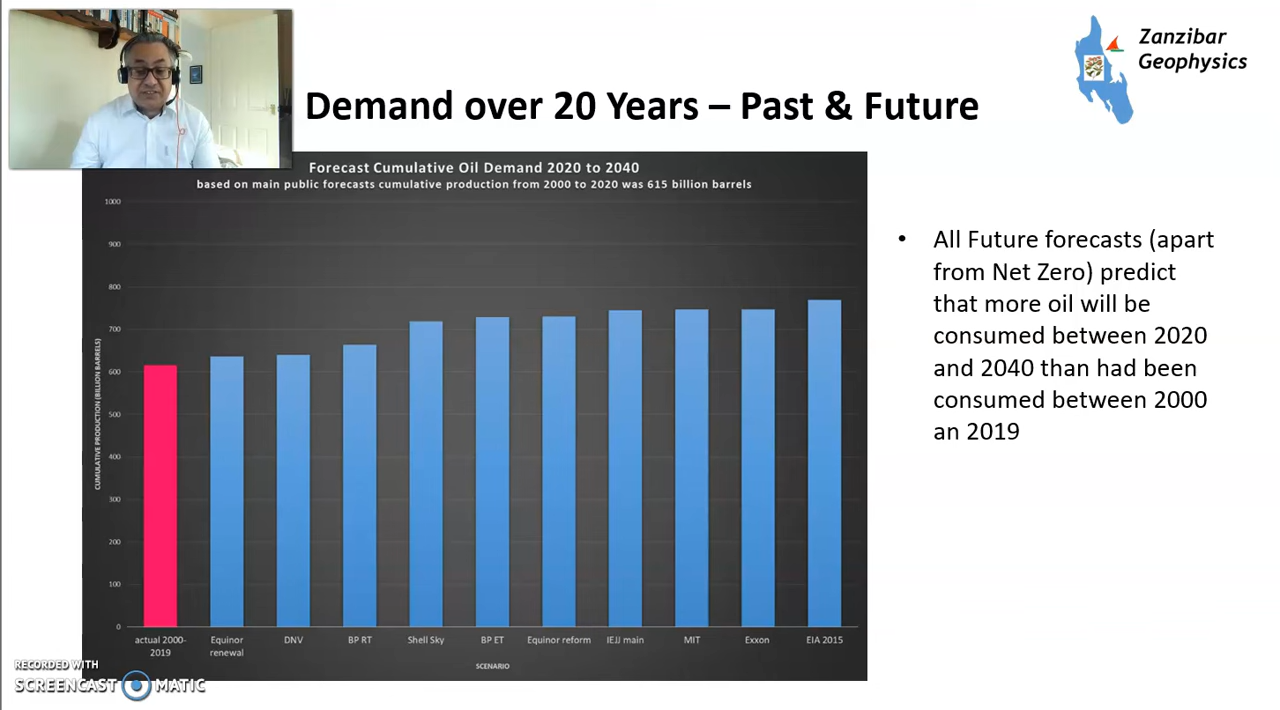 Zanzibar
Geophysics
Demand over 20 Years – Past & Future
Forecast Cumulative Oil Demand 2020 to 2040
based on main public forecasts cumulative production from 2000 to 2020 was 615 billion barrels
1000
900
800
700
600
500
400
300
200
100
0
CUMULATIVE PRODUCTION (BILLION BARRELS)
actual 2000-
2019
Equinor
renewal
DNV
BP RT
Shell Sky
BP ET
Equinor reform
IEJJ main
MIT
Exxon
EIA 2015
SCENARIO
• All Future forecasts (apart
from Net Zero) predict
that more oil will be
consumed between 2020
and 2040 than had been
consumed between 2000
an 2019
RECORDED WITH
SCREENCAST MATIC